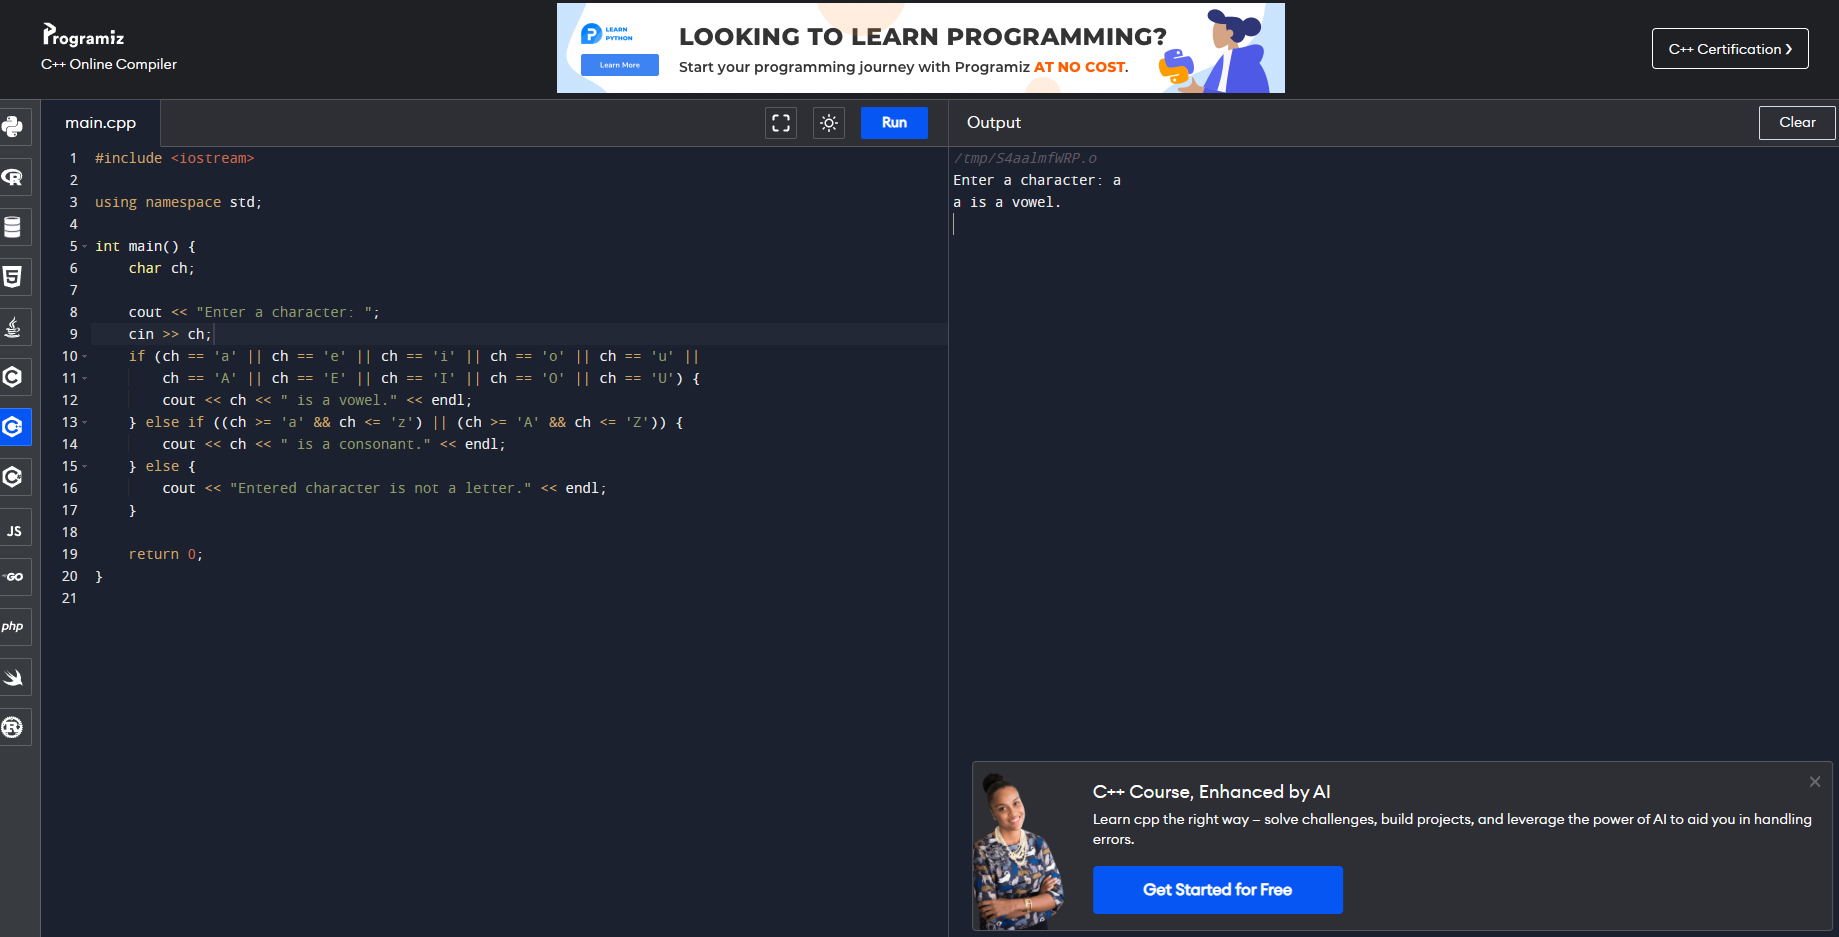 Programiz
C++ Online Compiler
LEARN
PYTHON
Learn More
LOOKING TO LEARN PROGRAMMING?
Start your programming journey with Programiz AT NO COST.
C++ Certification ›
main.cpp
Run
Output
Clear
JS
GO
php
1 #include <iostream>
2
3 using namespace std;
4
5 int main() {
6     char ch;
7
8     cout << "Enter a character: ";
9     cin >> ch;
10     if (ch == 'a' || ch == 'e' || ch == 'i' || ch == 'o' || ch == 'u' ||
11         ch == 'A' || ch == 'E' || ch == 'I' || ch == 'O' || ch == 'U') {
12         cout << ch << " is a vowel." << endl;
13     } else if ((ch >= 'a' && ch <= 'z') || (ch >= 'A' && ch <= 'Z')) {
14         cout << ch << " is a consonant." << endl;
15     } else {
16         cout << "Entered character is not a letter." << endl;
17     }
18
19     return 0;
20 }
21
/tmp/S4aalmfWRP.o
Enter a character: a
a is a vowel.
C++ Course, Enhanced by AI
Learn cpp the right way – solve challenges, build projects, and leverage the power of AI to aid you in handling
errors.
Get Started for Free